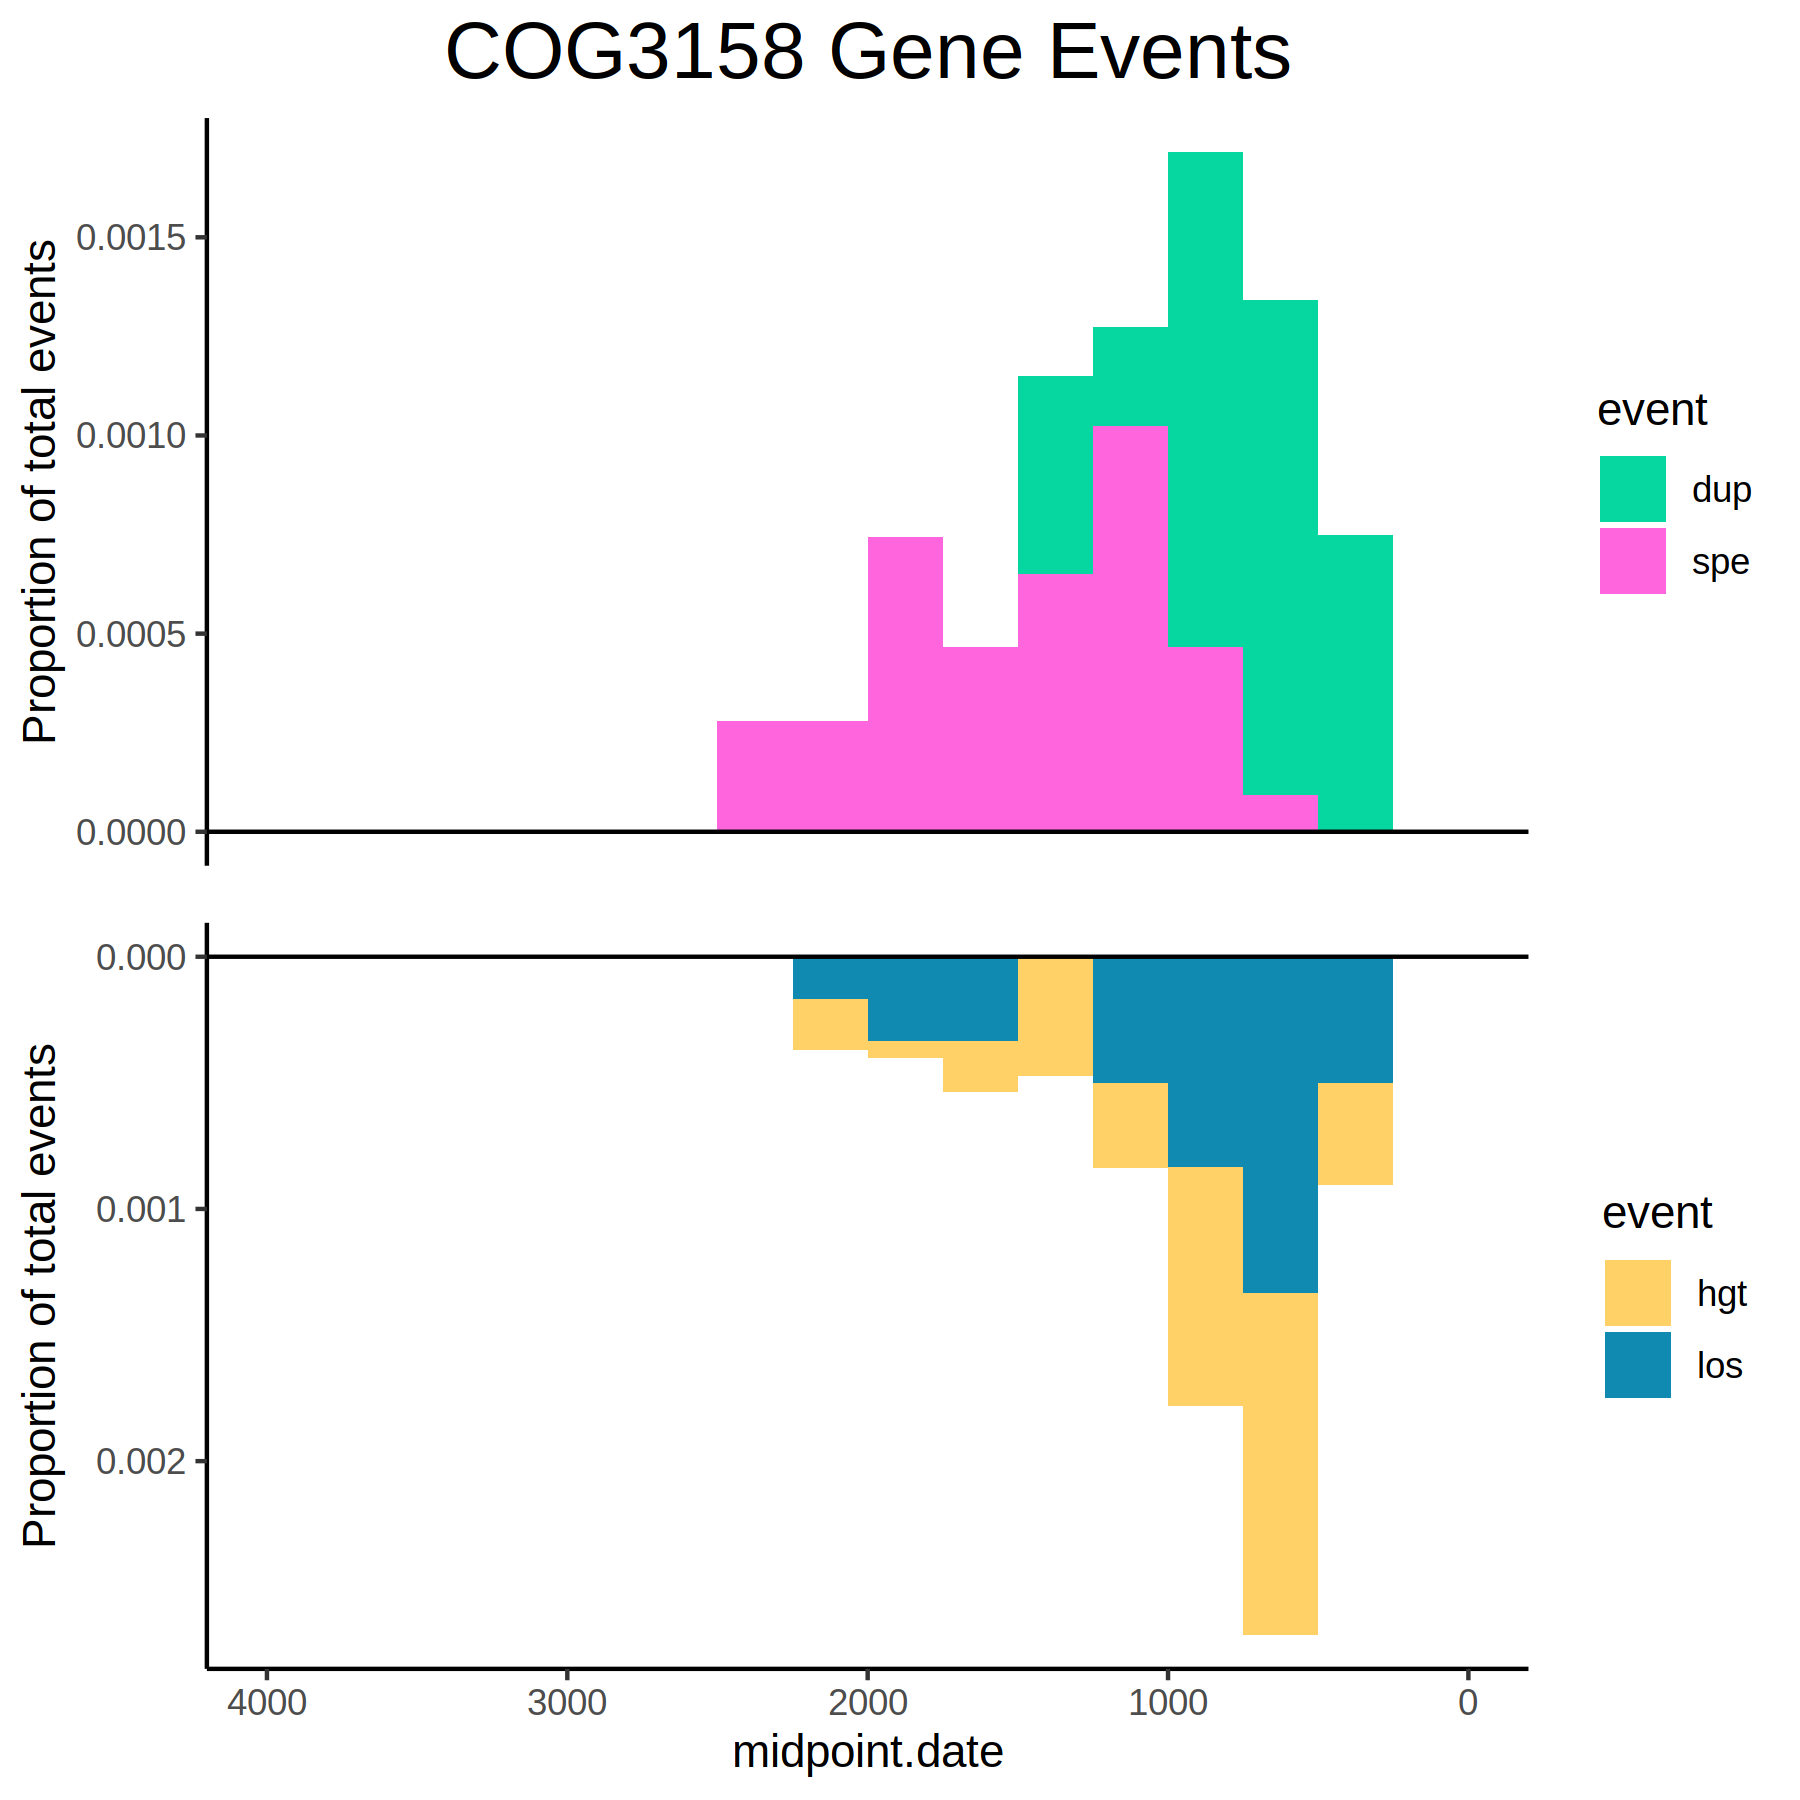 COG3158 Gene Events
Proportion of total events
0.0015
0.0010
0.0005
0.0000
event
dup
spe
Proportion of total events
0.000
0.001
0.002
event
hgt
los
4000 3000 2000 1000 0
midpoint.date